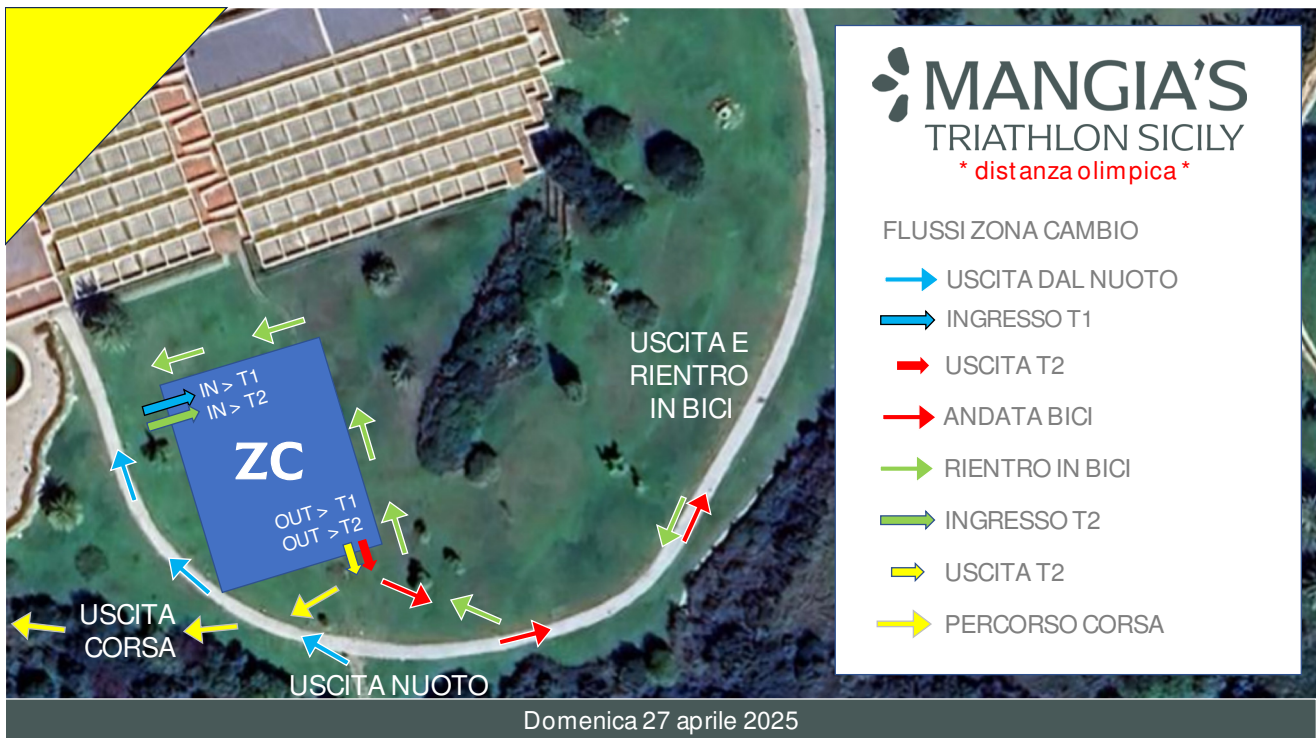 MANGIA'S
TRIATHLON SICILY
* distanza olimpica *
FLUSSI ZONA CAMBIO
USCITA DAL NUOTO
INGRESSO T1
USCITA T2
ANDATA BICI
RIENTRO IN BICI
INGRESSO T2
USCITA T2
PERCORSO CORSA
USCITA E
RIENTRO
IN BICI
IN > T1
IN > T2
ZC
OUT > T1
OUT > T2
USCITA
CORSA
USCITA NUOTO
Domenica 27 aprile 2025